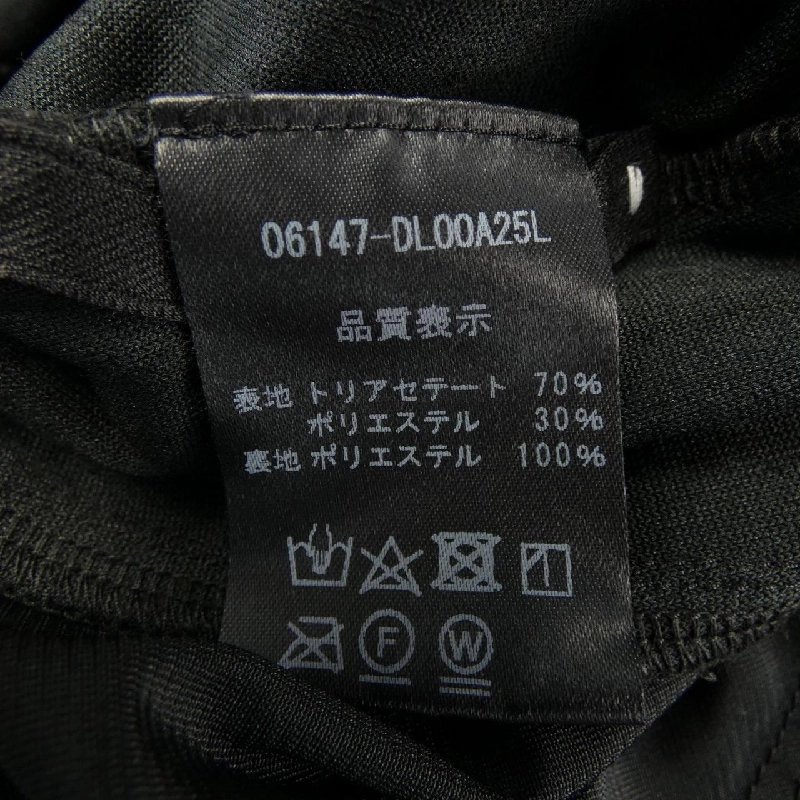 06147-DL00A25L
品質表示
表地 トリアセテート 70%
ポリエステル 30%
裏地 ポリエステル 100%
F W